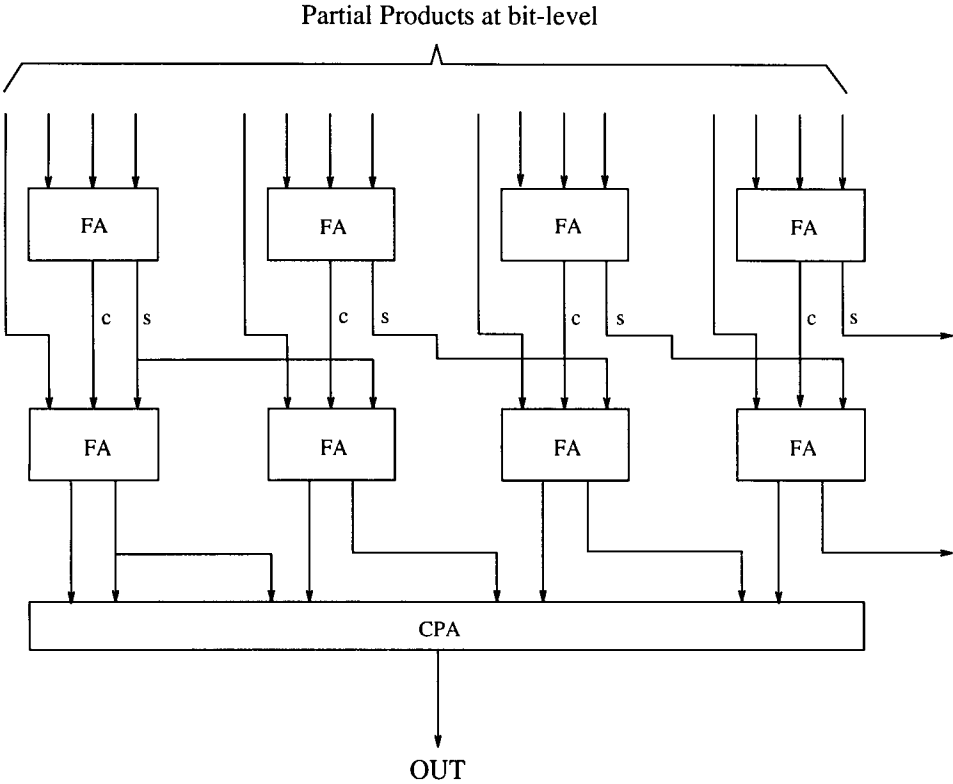 Partial Products at bit-level
FA FA FA FA
c s c s c s c s
FA FA FA FA
CPA
OUT